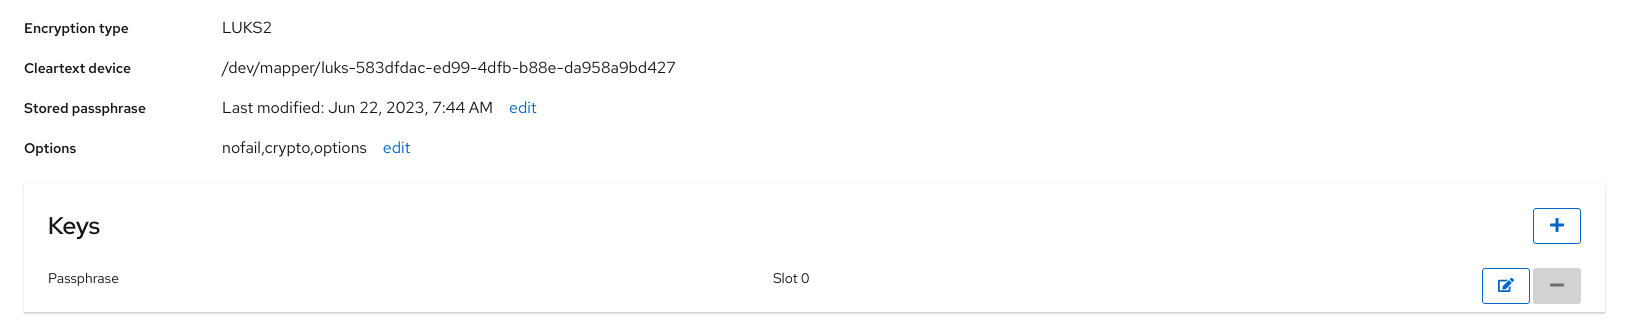 Encryption type LUKS2
Cleartext device /dev/mapper/luks-583dfdac-ed99-4dfb-b88e-da958a9bd427
Stored passphrase Last modified: Jun 22, 2023, 7:44 AM edit
Options nofail,crypto,options edit
Keys
Passphrase Slot 0